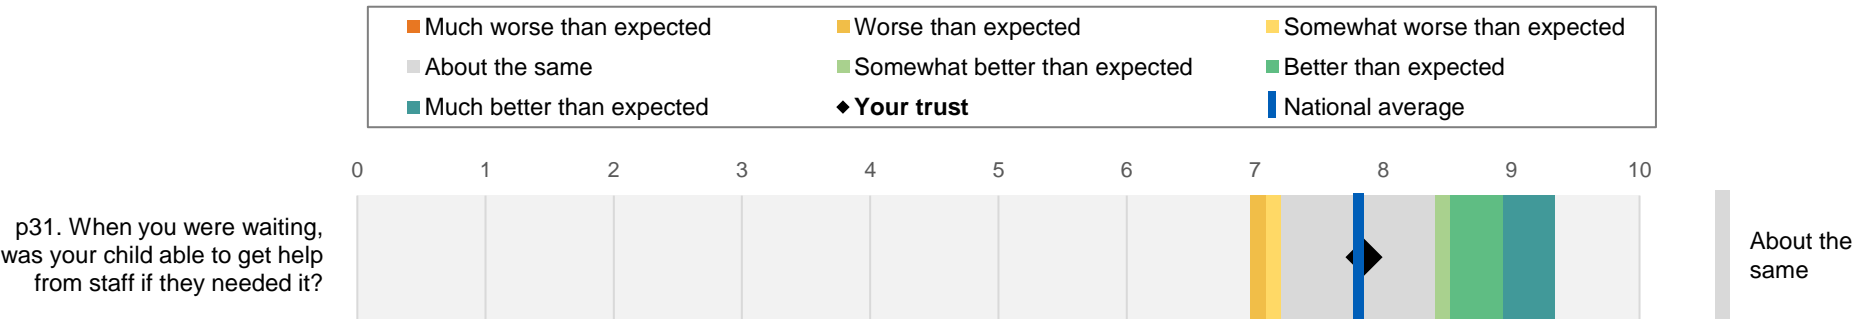 Much worse than expected
Worse than expected
Somewhat worse than expected
About the same
Somewhat better than expected
Better than expected
Much better than expected
Your trust
National average
0 1 2 3 4 5 6 7 8 9 10
p31. When you were waiting,
was your child able to get help
from staff if they needed it?
About the
same